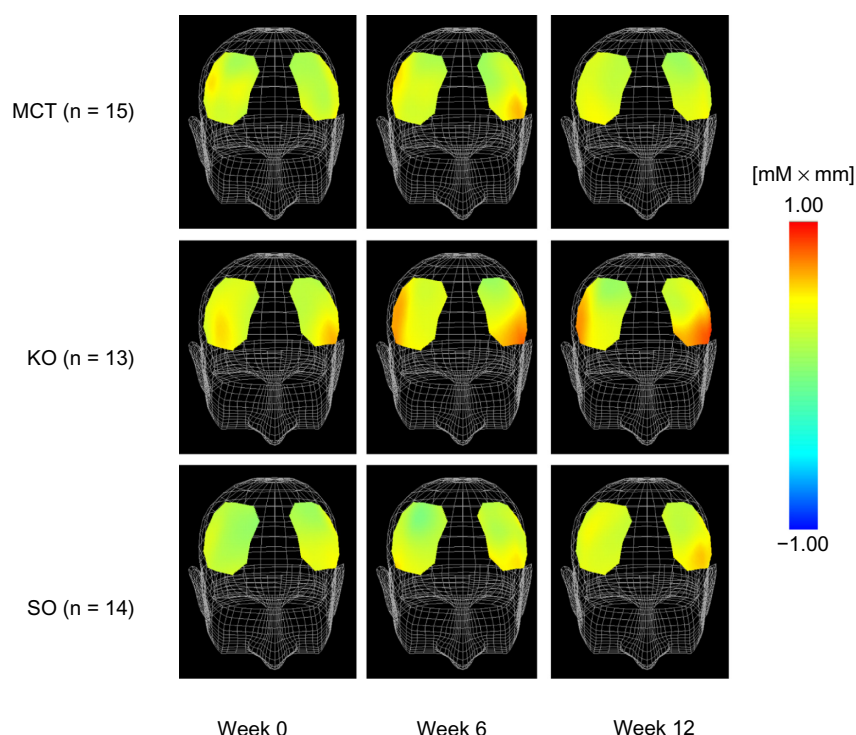 MCT (n = 15)
[mM × mm]
1.00
KO (n = 13)
−1.00
SO (n = 14)
Week 0
Week 6
Week 12